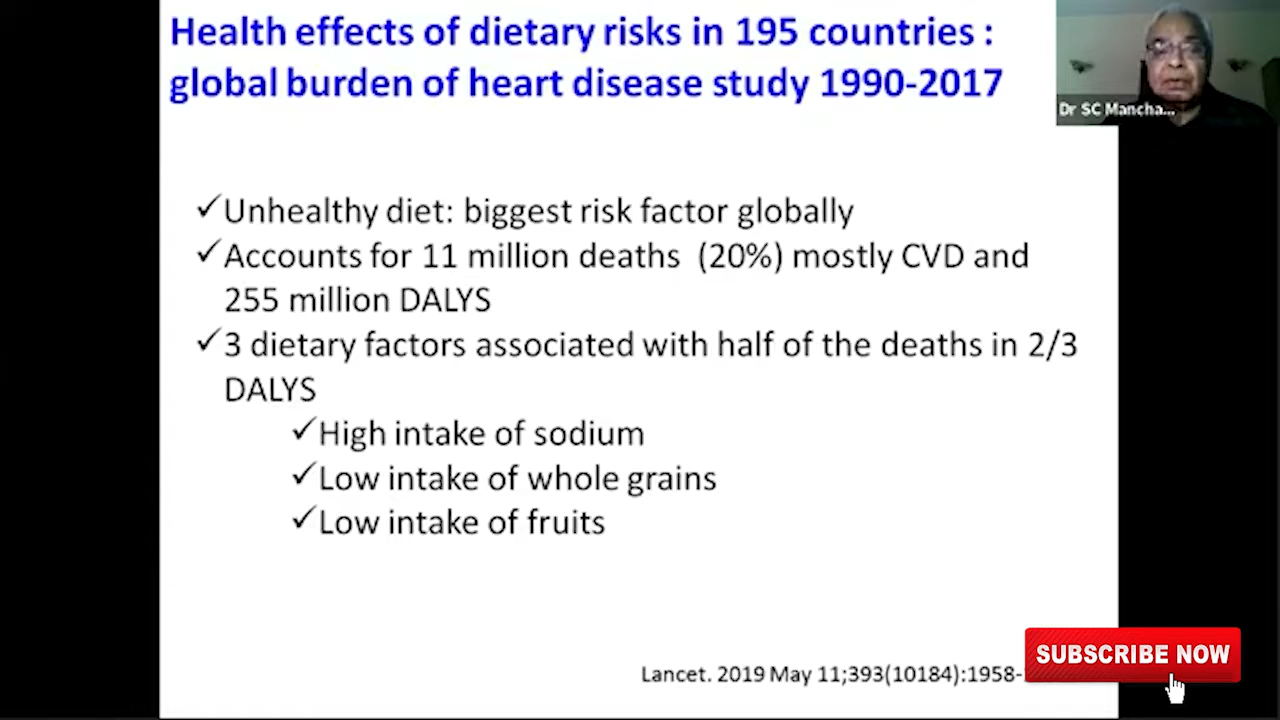 Health effects of dietary risks in 195 countries :
global burden of heart disease study 1990-2017
Dr SC Mancha...
✓Unhealthy diet: biggest risk factor globally
✓Accounts for 11 million deaths (20%) mostly CVD and
255 million DALYS
✓3 dietary factors associated with half of the deaths in 2/3
DALYS
✓High intake of sodium
✓Low intake of whole grains
✓Low intake of fruits
Lancet. 2019 May 11;393(10184):1958-
SUBSCRIBE NOW